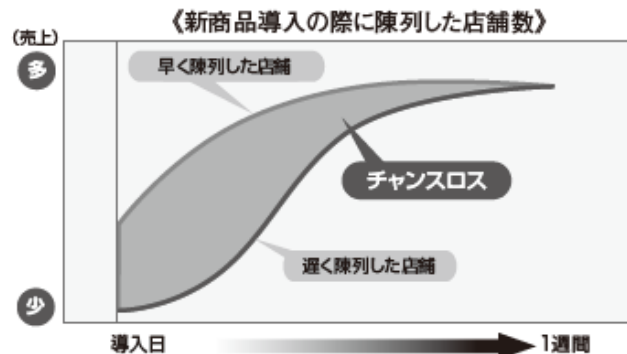 《新商品導入の際に陳列した店舗数》
（売上）
多
早く陳列した店舗
チャンスロス
遅く陳列した店舗
少
導入日
1週間